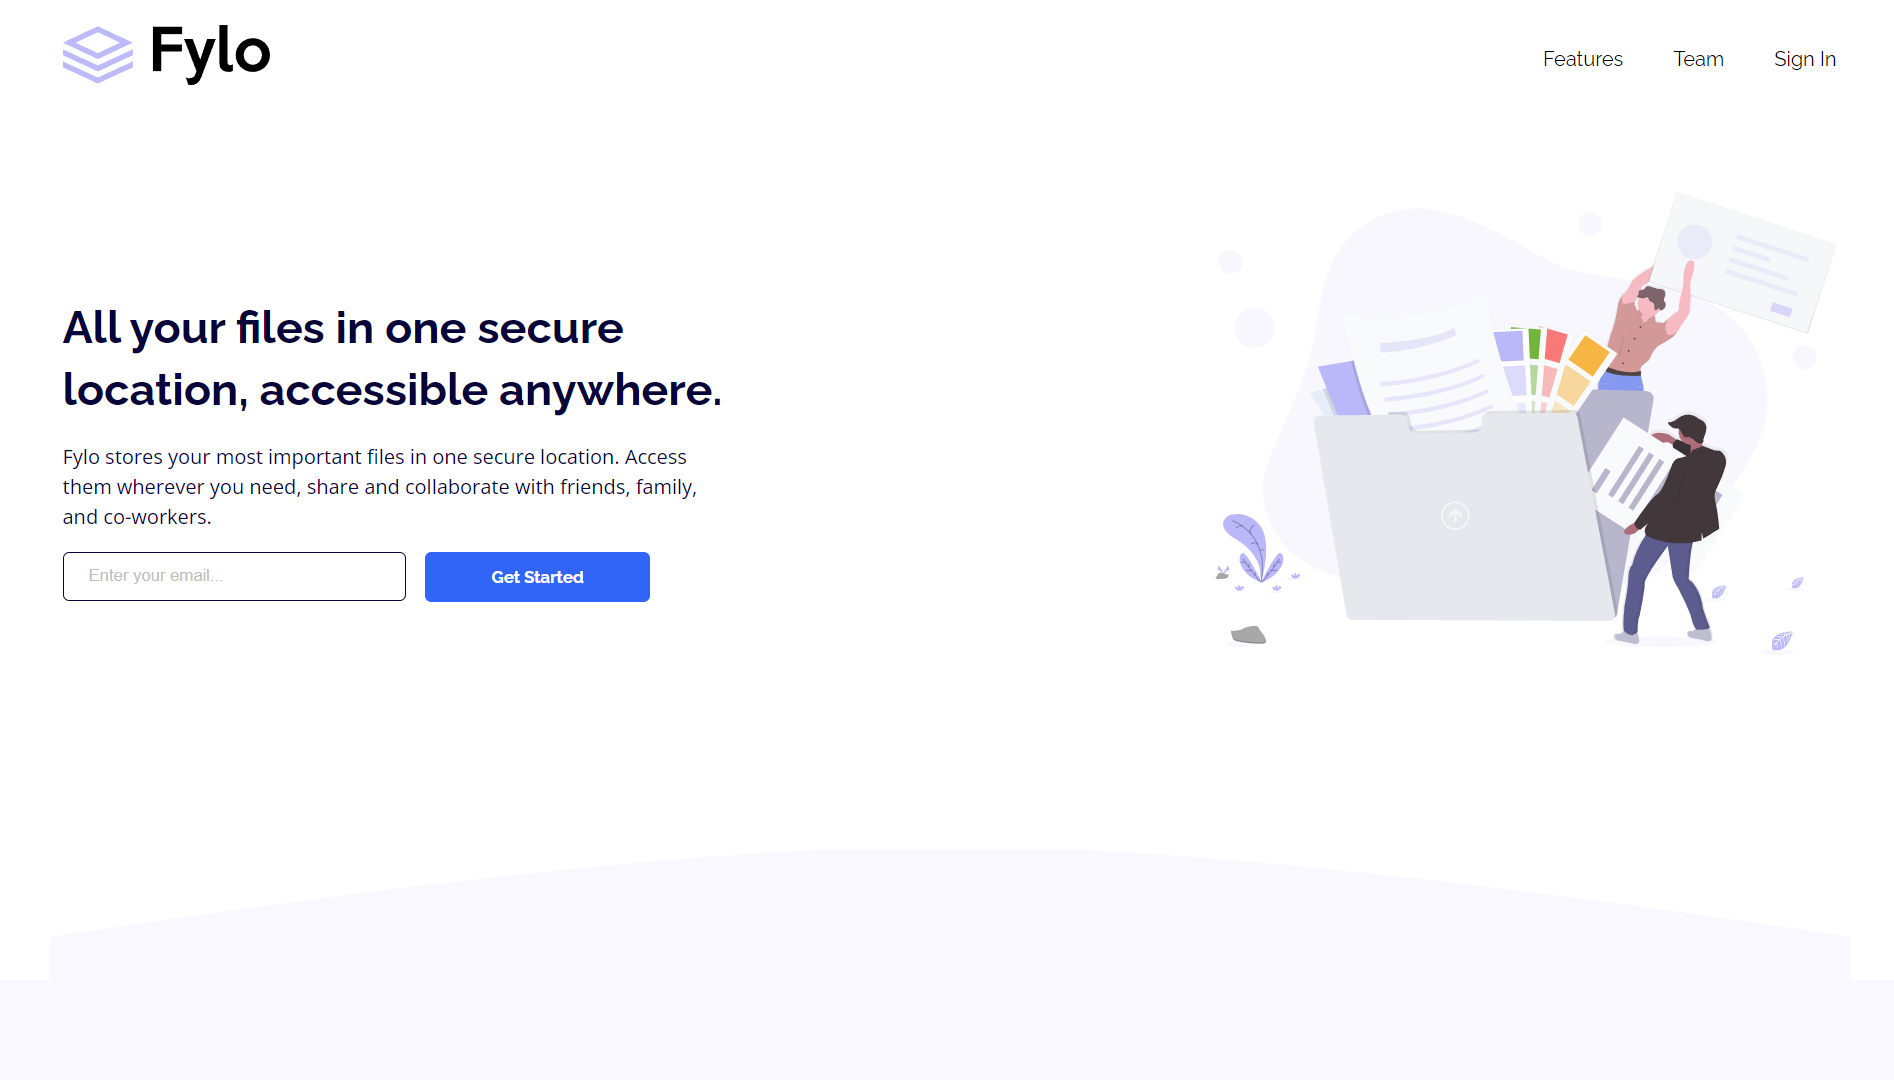 Fylo
Features
Team
Sign In
All your files in one secure
location, accessible anywhere.
Fylo stores your most important files in one secure location. Access
them wherever you need, share and collaborate with friends, family,
and co-workers.
Enter your email...
Get Started